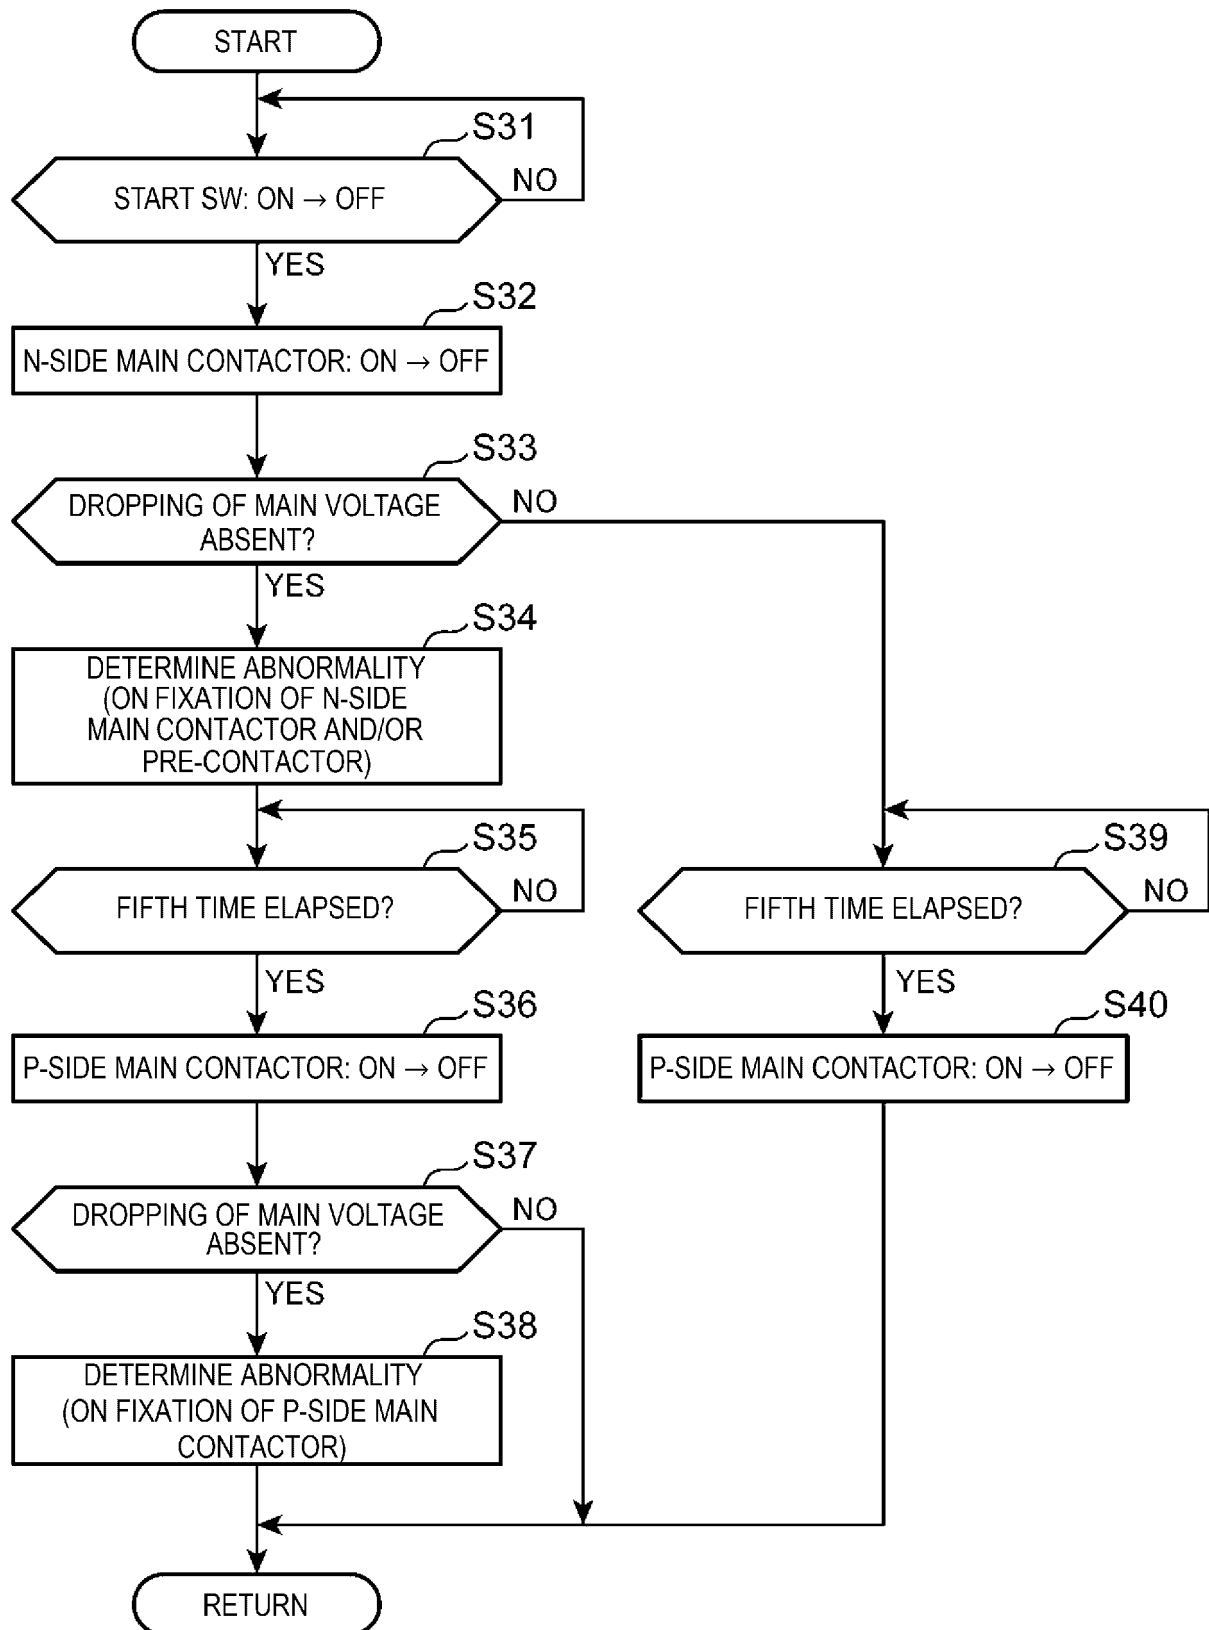 START
S31
START SW: ON → OFF
NO
YES
S32
N-SIDE MAIN CONTACTOR: ON → OFF
S33
DROPPING OF MAIN VOLTAGE
ABSENT?
NO
YES
S34
DETERMINE ABNORMALITY
(ON FIXATION OF N-SIDE
MAIN CONTACTOR AND/OR
PRE-CONTACTOR)
S35
FIFTH TIME ELAPSED?
NO
YES
S36
P-SIDE MAIN CONTACTOR: ON → OFF
S37
DROPPING OF MAIN VOLTAGE
ABSENT?
NO
YES
S38
DETERMINE ABNORMALITY
(ON FIXATION OF P-SIDE MAIN
CONTACTOR)
S39
FIFTH TIME ELAPSED?
NO
YES
S40
P-SIDE MAIN CONTACTOR: ON → OFF
RETURN